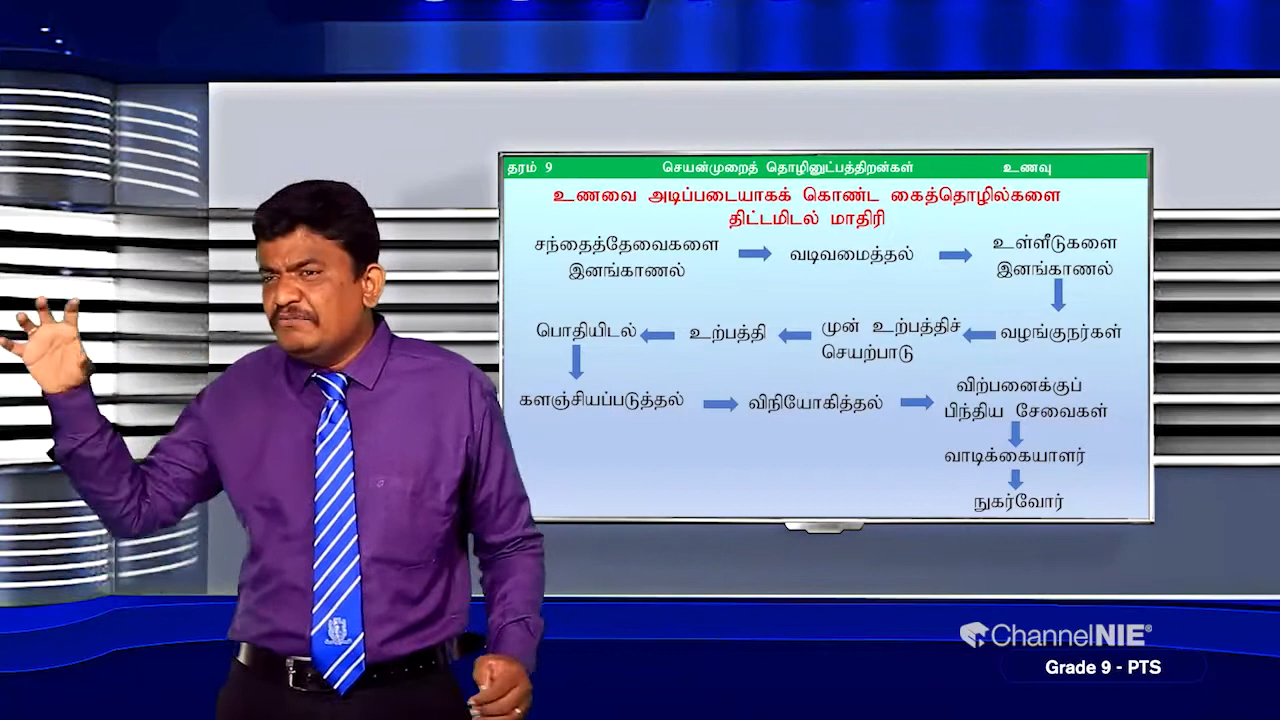 தரம் 9 செயன்முறைத் தொழினுட்பத்திறன்கள் உணவு
உணவை அடிப்படையாகக் கொண்ட கைத்தொழில்களை
திட்டமிடல் மாதிரி
சந்தைத்தேவைகளை
இனங்காணல்
வடிவமைத்தல்
உள்ளீடுகளை
இனங்காணல்
வழங்குநர்கள்
முன் உற்பத்திச்
செயற்பாடு
உற்பத்தி
பொதியிடல்
களஞ்சியப்படுத்தல்
விநியோகித்தல்
விற்பனைக்குப்
பிந்திய சேவைகள்
வாடிக்கையாளர்
நுகர்வோர்
ChannelNIE®
Grade 9 - PTS